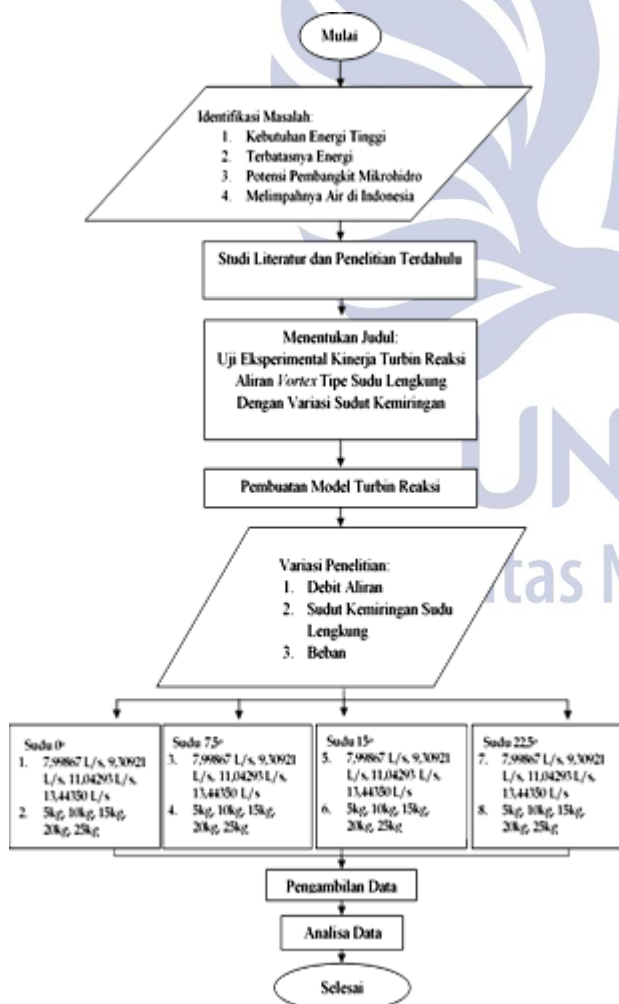 Mulai
Identifikasi Masalah:
1. Kebutuhan Energi Tinggi
2. Terbatasnya Energi
3. Potensi Pembangkit Mikrohidro
4. Melimpahnya Air di Indonesia
Studi Literatur dan Penelitian Terdahulu
Menentukan Judul:
Uji Eksperimental Kinerja Turbin Reaksi
Aliran Vortex Tipe Sudu Lengkung
Dengan Variasi Sudut Kemiringan
UN
Pembuatan Model Turbin Reaksi
itas M
Variasi Penelitian:
1. Debit Aliran
2. Sudut Kemiringan Sudu
Lengkung
3. Beban
Sudu 0°
1. 7,99867 L/s, 9,30921
L/s, 11,04293 L/s,
13,44350 L/s
2. 5kg, 10kg, 15kg,
20kg, 25kg
Sudu 7,5°
3. 7,99867 L/s, 9,30921
L/s, 11,04293 L/s,
13,44350 L/s
4. 5kg, 10kg, 15kg,
20kg, 25kg
Sudu 15°
5. 7,99867 L/s, 9,30921
L/s, 11,04293 L/s,
13,44350 L/s
6. 5kg, 10kg, 15kg,
20kg, 25kg
Sudu 22,5°
7. 7,99867 L/s, 9,30921
L/s, 11,04293 L/s,
13,44350 L/s
8. 5kg, 10kg, 15kg,
20kg, 25kg
Pengambilan Data
Analisa Data
Selesai